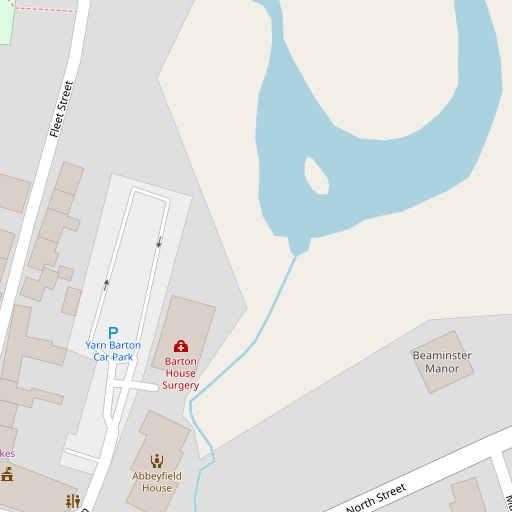 Fleet Street
P
Yarn Barton
Car Park
Barton
House
Surgery
Beaminster
Manor
Abbeyfield
House
North Street